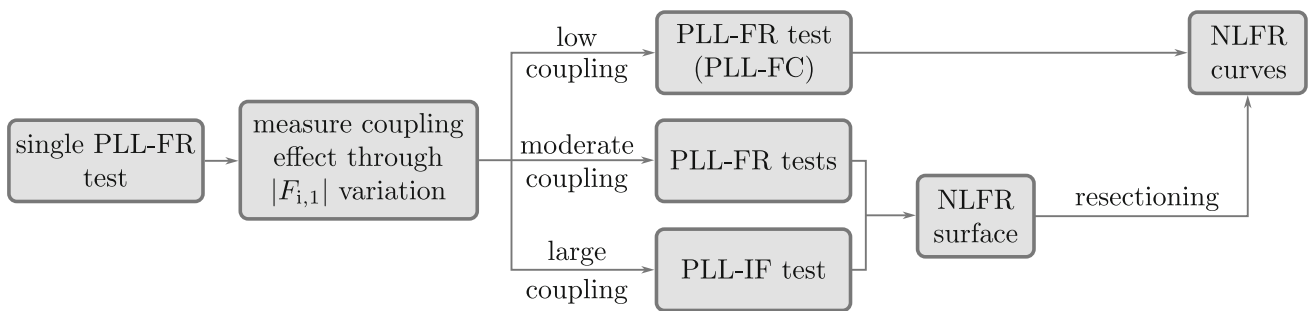 single PLL-FR
test
measure coupling
effect through
|F_{i,1}| variation
low
coupling
moderate
coupling
large
coupling
PLL-FR test
(PLL-FC)
PLL-FR tests
PLL-IF test
NLFR
surface
resectioning
NLFR
curves